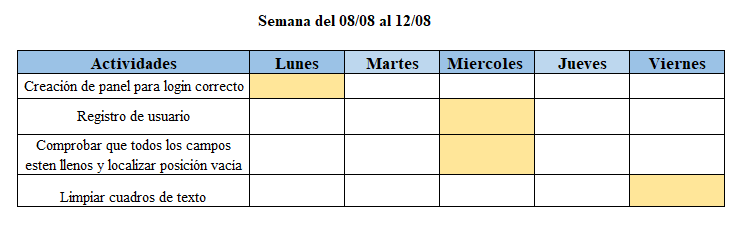 Semana del 08/08 al 12/08
Actividades Lunes Martes Miercoles Jueves Viernes
Creación de panel para login correcto
Registro de usuario
Comprobar que todos los campos
esten llenos y localizar posición vacia
Limpiar cuadros de texto